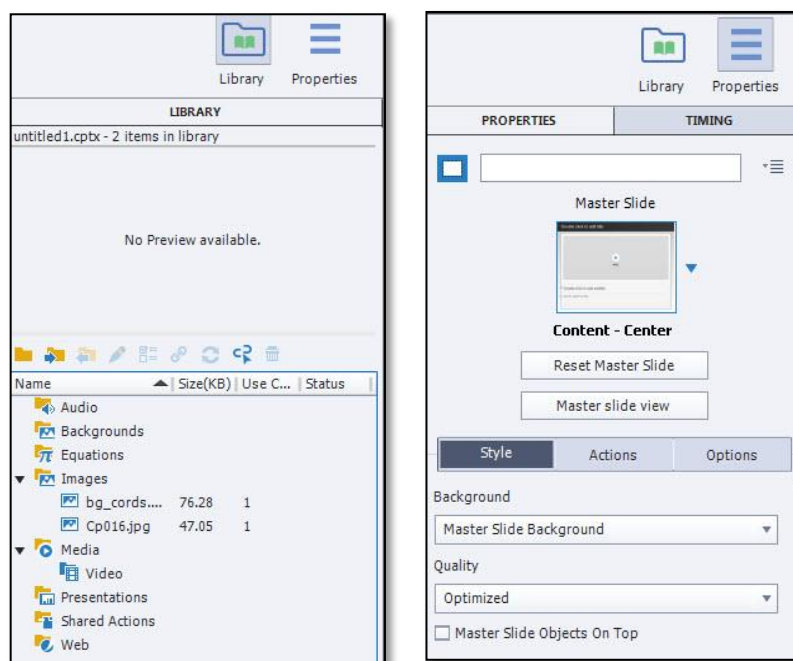 Library Properties
LIBRARY
untitled1.cptx - 2 items in library
No Preview available.
Name Size(KB) Use C... Status
Audio
Backgrounds
Equations
Images
bg_cords.... 76.28 1
Cp016.jpg 47.05 1
Media
Video
Presentations
Shared Actions
Web
Library Properties
PROPERTIES TIMING
Master Slide
Content - Center
Reset Master Slide
Master slide view
Style Actions Options
Background
Master Slide Background
Quality
Optimized
Master Slide Objects On Top